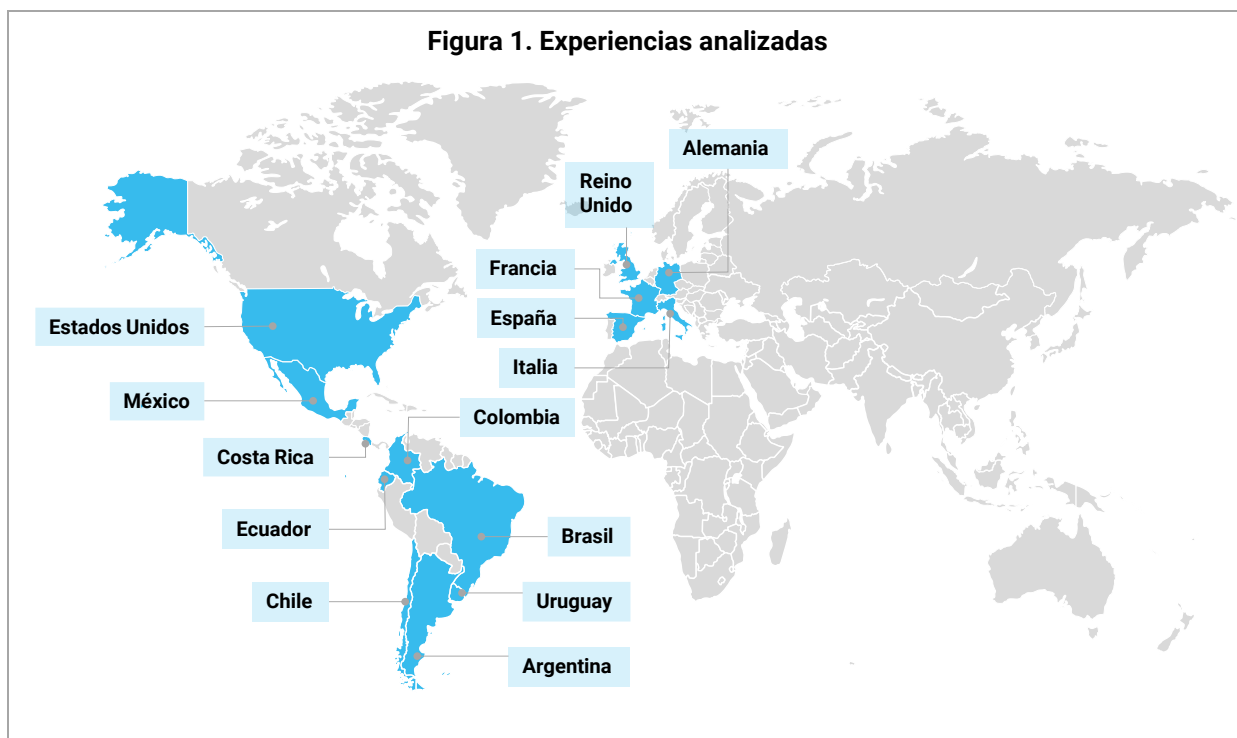 Figura 1. Experiencias analizadas
Alemania
Reino
Unido
Francia
España
Estados Unidos
Italia
México
Colombia
Costa Rica
Ecuador
Brasil
Chile
Uruguay
Argentina